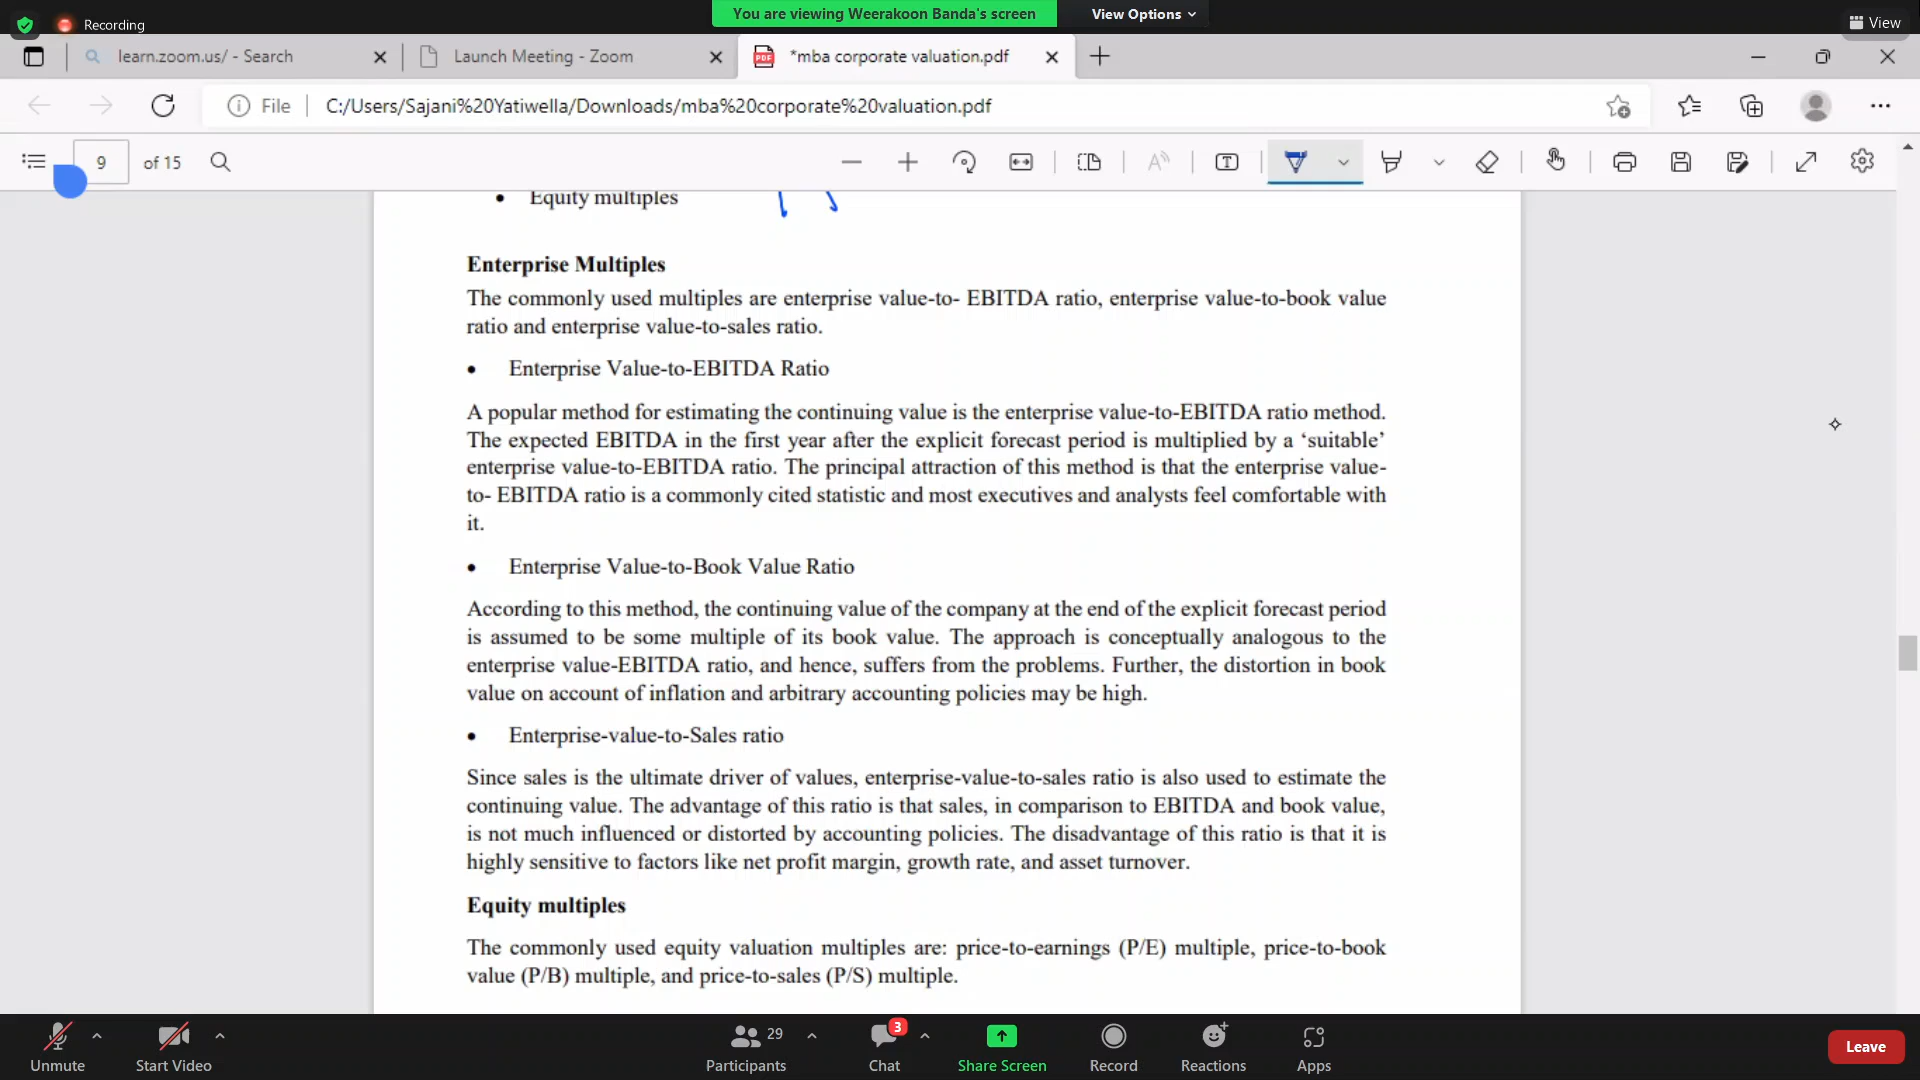 Recording
You are viewing Weerakoon Banda's screen
View Options
View
learn.zoom.us/ - Search
Launch Meeting - Zoom
PDF
*mba corporate valuation.pdf
File
C:/Users/Sajani%20Yatiwella/Downloads/mba%20corporate%20valuation.pdf
9 of 15
• Equity multiples
Enterprise Multiples
The commonly used multiples are enterprise value-to- EBITDA ratio, enterprise value-to-book value
ratio and enterprise value-to-sales ratio.
• Enterprise Value-to-EBITDA Ratio
A popular method for estimating the continuing value is the enterprise value-to-EBITDA ratio method.
The expected EBITDA in the first year after the explicit forecast period is multiplied by a ‘suitable’
enterprise value-to-EBITDA ratio. The principal attraction of this method is that the enterprise value-
to- EBITDA ratio is a commonly cited statistic and most executives and analysts feel comfortable with
it.
• Enterprise Value-to-Book Value Ratio
According to this method, the continuing value of the company at the end of the explicit forecast period
is assumed to be some multiple of its book value. The approach is conceptually analogous to the
enterprise value-EBITDA ratio, and hence, suffers from the problems. Further, the distortion in book
value on account of inflation and arbitrary accounting policies may be high.
• Enterprise-value-to-Sales ratio
Since sales is the ultimate driver of values, enterprise-value-to-sales ratio is also used to estimate the
continuing value. The advantage of this ratio is that sales, in comparison to EBITDA and book value,
is not much influenced or distorted by accounting policies. The disadvantage of this ratio is that it is
highly sensitive to factors like net profit margin, growth rate, and asset turnover.
Equity multiples
The commonly used equity valuation multiples are: price-to-earnings (P/E) multiple, price-to-book
value (P/B) multiple, and price-to-sales (P/S) multiple.
29
3
Unmute
Start Video
Participants
Chat
Share Screen
Record
Reactions
Apps
Leave